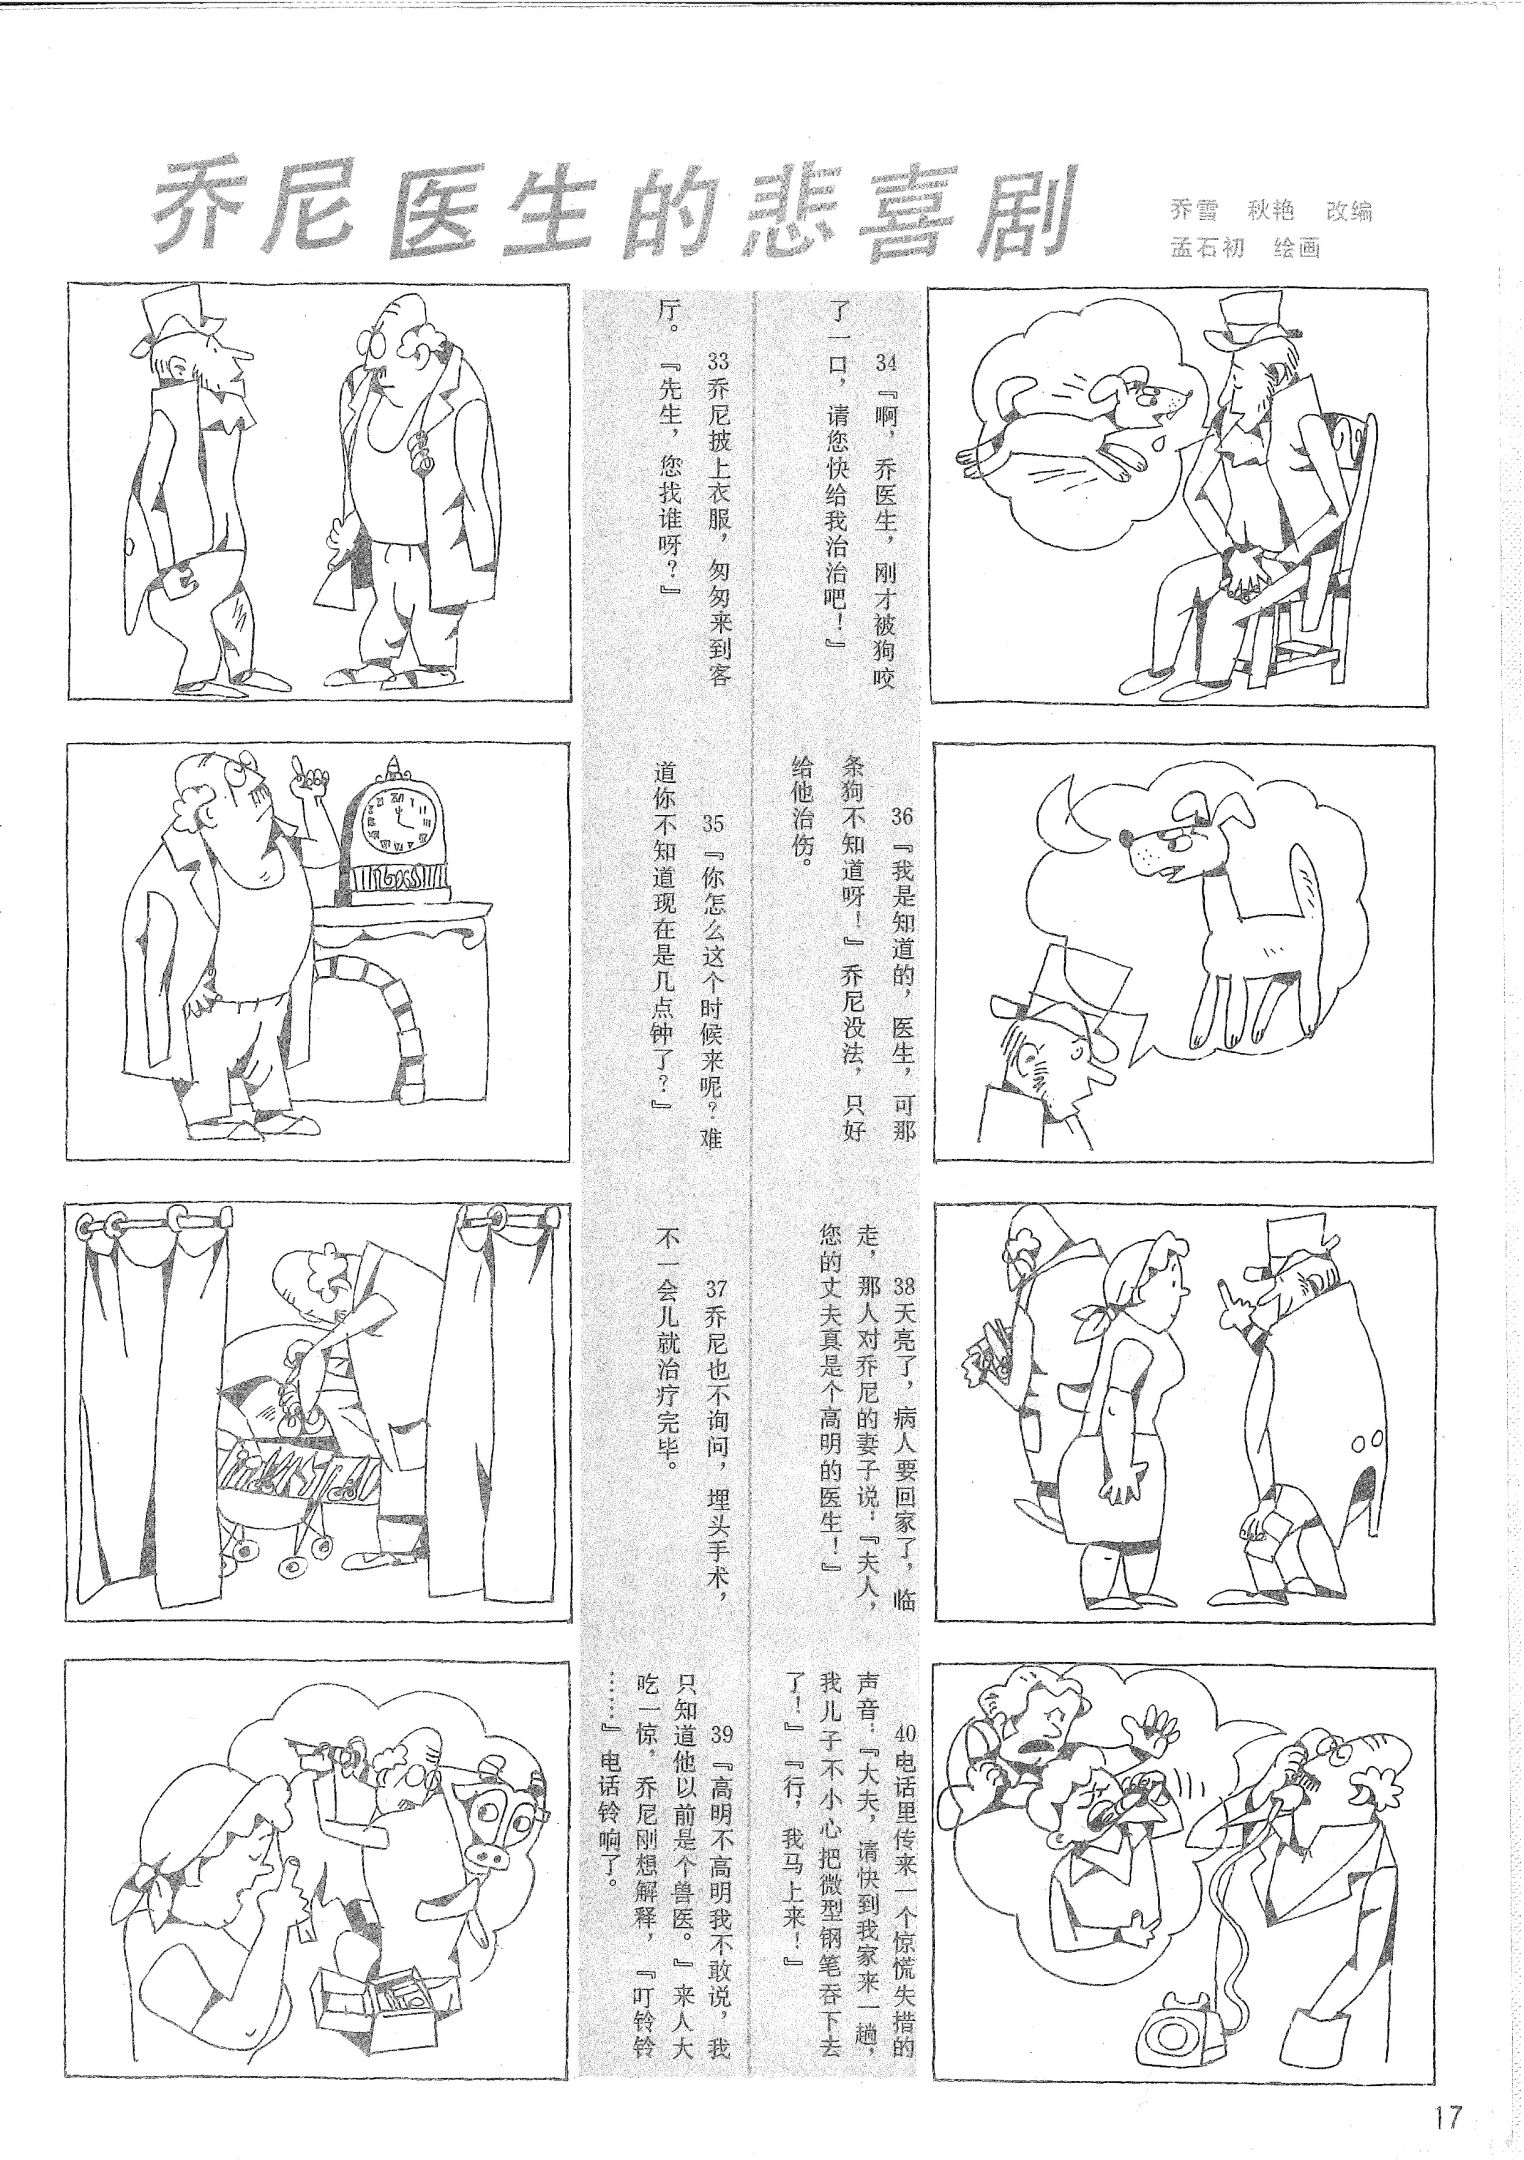 乔尼医生的悲喜剧
乔雪　秋艳　改编
孟石初　绘画
33 乔尼披上衣服，匆匆来到客
厅。『先生，您找谁呀？』
34 『啊，乔医生，刚才被狗咬
了一口，请您快给我治治吧！』
35 『你怎么这个时候来呢？难
道你不知道现在是几点钟了？』
36 『我是知道的，医生，可那
条狗不知道呀！』乔尼没法，只好
给他治伤。
37 乔尼也不询问，埋头手术，
不一会儿就治疗完毕。
38 天亮了，病人要回家了，临
走，那人对乔尼的妻子说：『夫人，
您的丈夫真是个高明的医生！』
39 『高明不高明我不敢说，我
只知道他以前是个兽医。』来人大
吃一惊，乔尼刚想解释，『叮铃铃
……』电话铃响了。
40 电话里传来一个惊慌失措的
声音：『大夫，请快到我家来一趟，
我儿子不小心把微型钢笔吞下去
了！』『行，我马上来！』
17